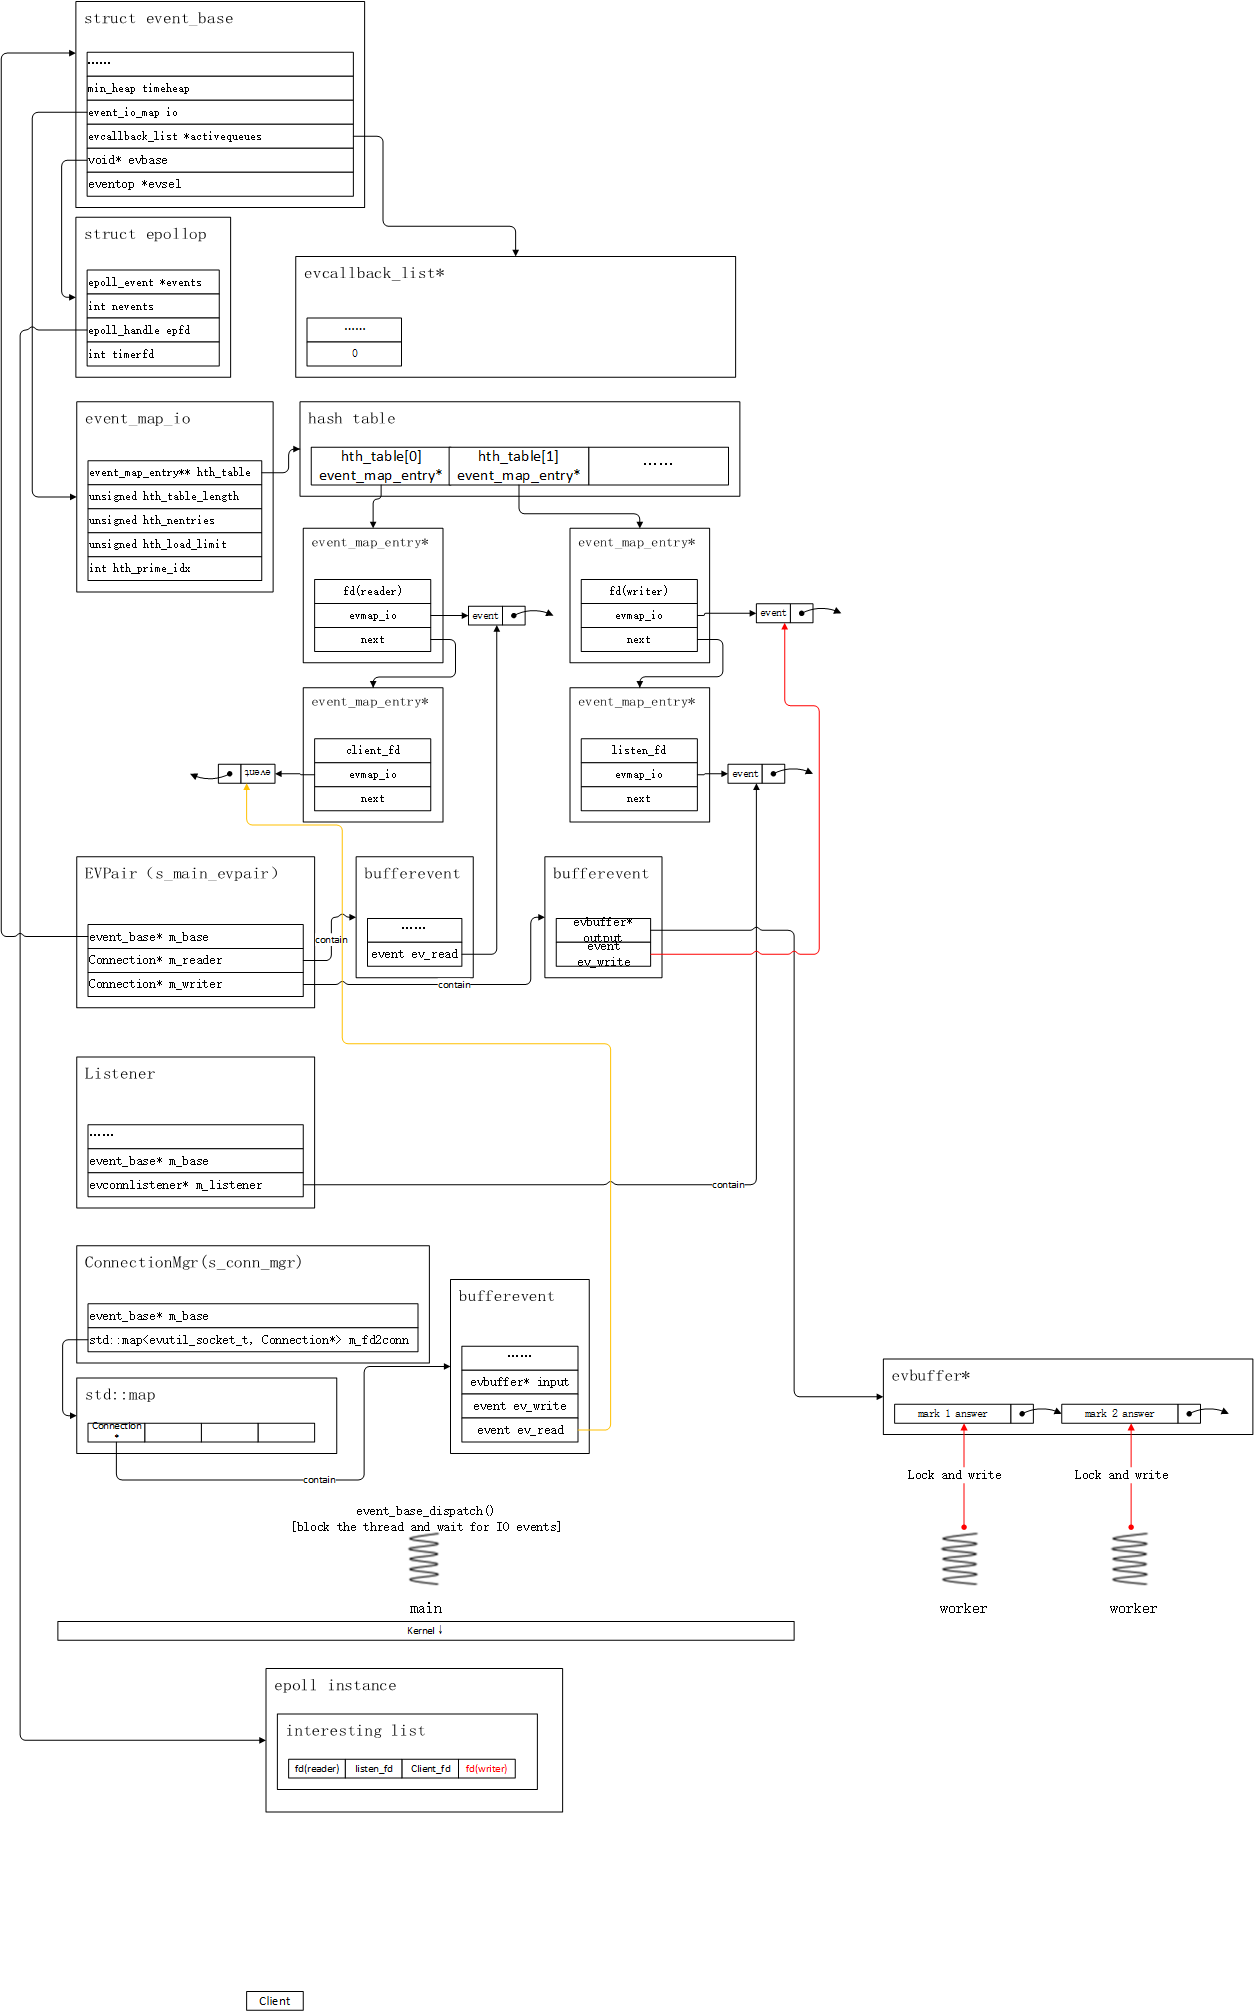 struct event_base
……
min_heap timeheap
event_io_map io
evcallback_list *activequeues
void* evbase
eventop *evsel
struct epollop
epoll_event *events
int nevents
epoll_handle epfd
int timerfd
evcallback_list*
……
0
event_map_io
event_map_entry** hth_table
unsigned hth_table_length
unsigned hth_nentries
unsigned hth_load_limit
int hth_prime_idx
hash table
hth_table[0]
event_map_entry*
hth_table[1]
event_map_entry*
……
event_map_entry*
fd(reader)
evmap_io
next
event
event_map_entry*
fd(writer)
evmap_io
next
event
event_map_entry*
client_fd
evmap_io
next
event
event_map_entry*
listen_fd
evmap_io
next
event
EVPair（s_main_evpair）
event_base* m_base
Connection* m_reader
Connection* m_writer
contain
contain
bufferevent
……
event ev_read
bufferevent
evbuffer*
output
event
ev_write
Listener
……
event_base* m_base
evconnlistener* m_listener
contain
ConnectionMgr(s_conn_mgr)
event_base* m_base
std::map<evutil_socket_t, Connection*> m_fd2conn
std::map
Connection
*
contain
bufferevent
……
evbuffer* input
event ev_write
event ev_read
evbuffer*
mark 1 answer
mark 2 answer
Lock and write
Lock and write
worker
worker
event_base_dispatch()
[block the thread and wait for IO events]
main
Kernel↓
epoll instance
interesting list
fd(reader)
listen_fd
Client_fd
fd(writer)
Client